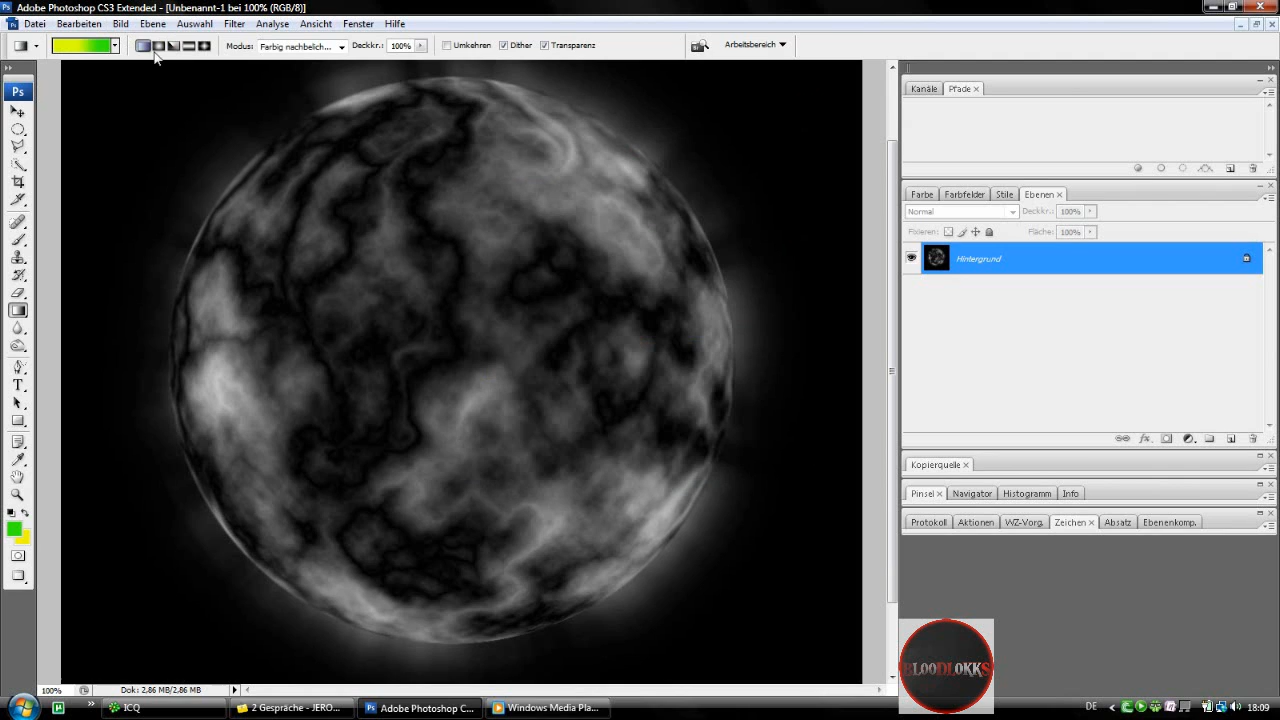 Adobe Photoshop CS3 Extended - [Unbenannt-1 bei 100% (RGB/8)]
Datei Bearbeiten Bild Ebene Auswahl Filter Analyse Ansicht Fenster Hilfe
Modus: Farbig nachbelich... Deckkr.: 100% Umkehren Dither Transparenz Arbeitsbereich
Ps
T
Kanäle Pfade
Farbe Farbfelder Stile Ebenen
Normal Deckkr.: 100%
Fixieren: Fläche: 100%
Hintergrund
Kopierquelle
Pinsel Navigator Histogramm Info
Protokoll Aktionen WZ-Vorg. Zeichen Absatz Ebenenkomp.
BLOODLOKKS
100% Dok: 2,86 MB/2,86 MB
ICQ 2 Gespräche - JERO... Adobe Photoshop C... Windows Media Pla... DE 18:09